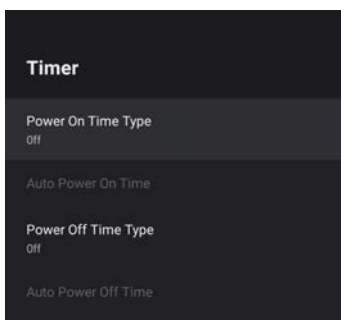 Timer
Power On Time Type
Off
Auto Power On Time
Power Off Time Type
Off
Auto Power Off Time